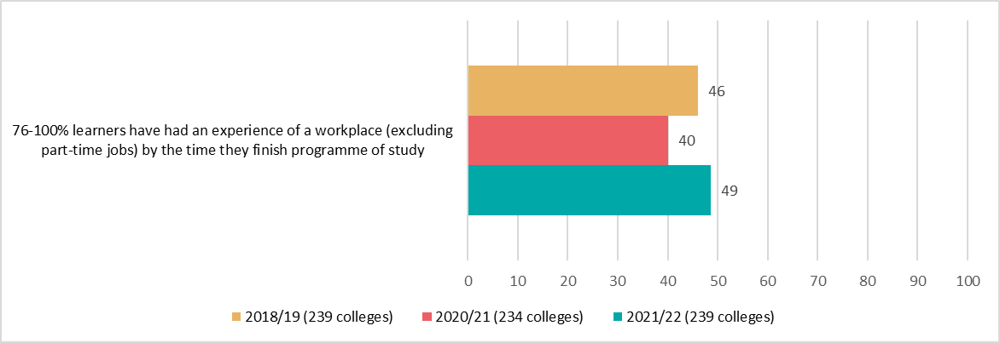 76-100% learners have had an experience of a workplace (excluding
part-time jobs) by the time they finish programme of study
46
40
49
0 10 20 30 40 50 60 70 80 90 100
2018/19 (239 colleges) 2020/21 (234 colleges) 2021/22 (239 colleges)